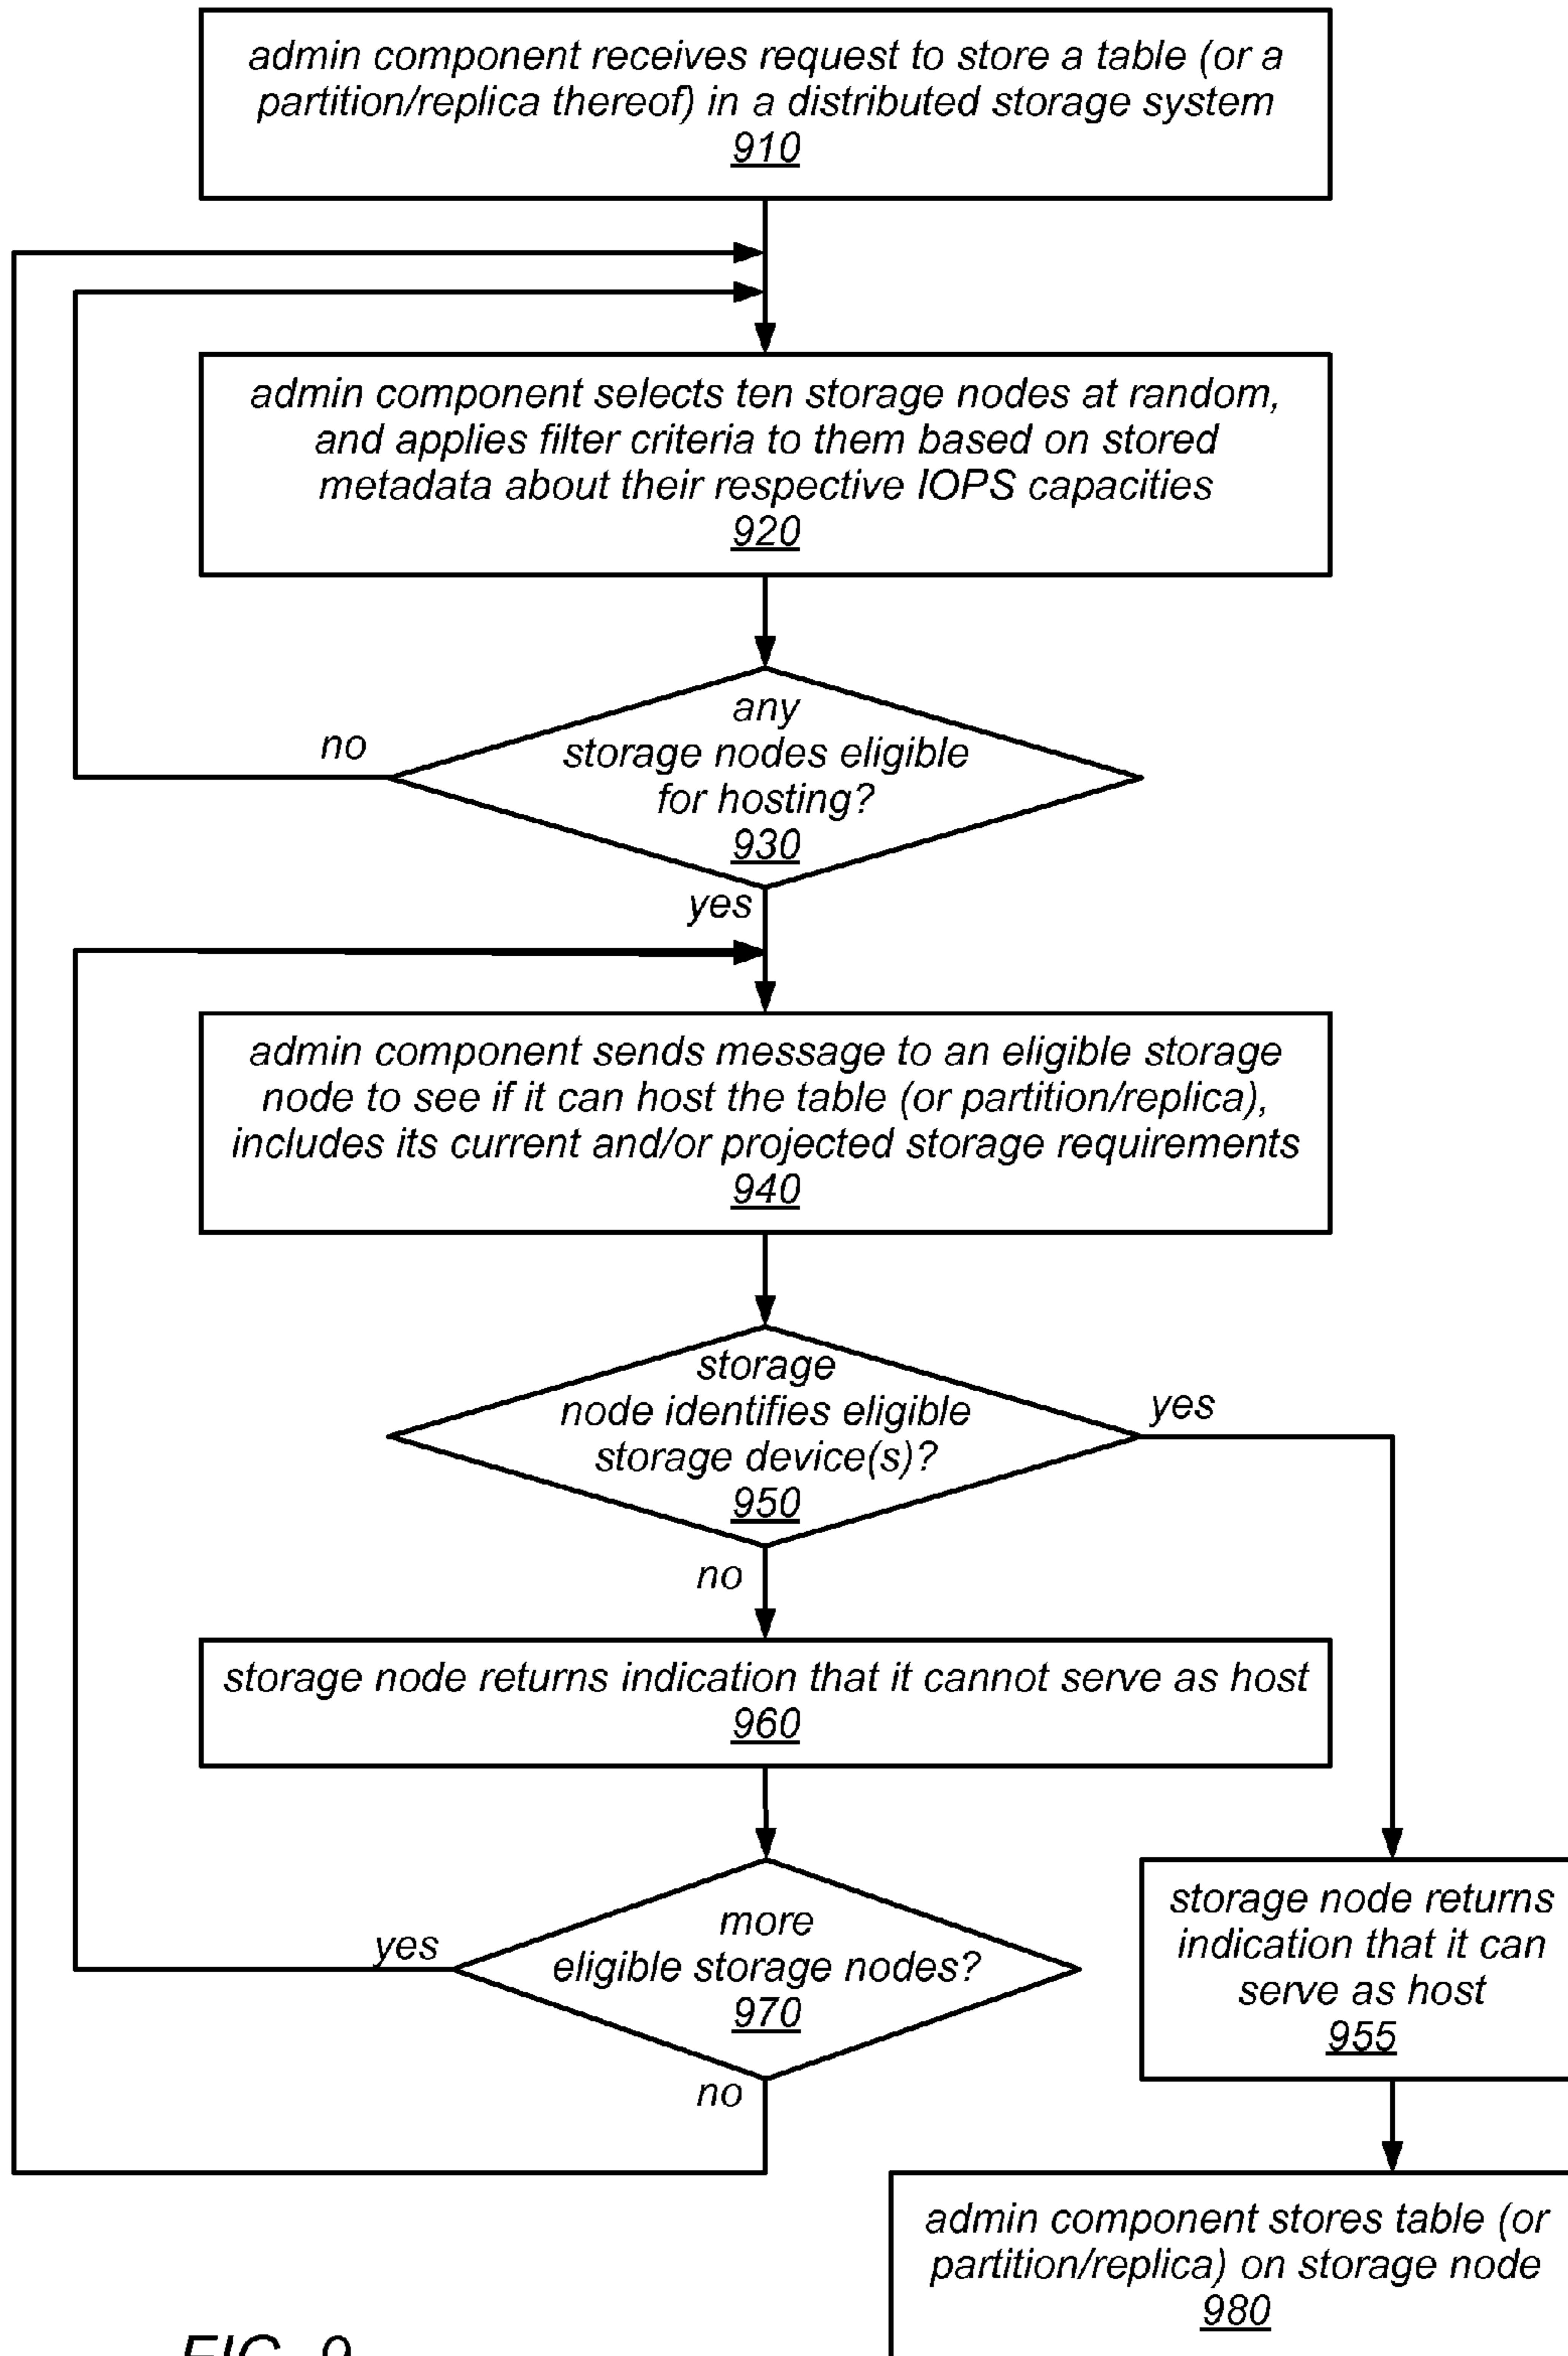 admin component receives request to store a table (or a
partition/replica thereof) in a distributed storage system
910
admin component selects ten storage nodes at random,
and applies filter criteria to them based on stored
metadata about their respective IOPS capacities
920
any
storage nodes eligible
for hosting?
930
no
yes
admin component sends message to an eligible storage
node to see if it can host the table (or partition/replica),
includes its current and/or projected storage requirements
940
storage
node identifies eligible
storage device(s)?
950
yes
no
storage node returns indication that it cannot serve as host
960
more
eligible storage nodes?
970
yes
no
storage node returns
indication that it can
serve as host
955
admin component stores table (or
partition/replica) on storage node
980
FIG. 9